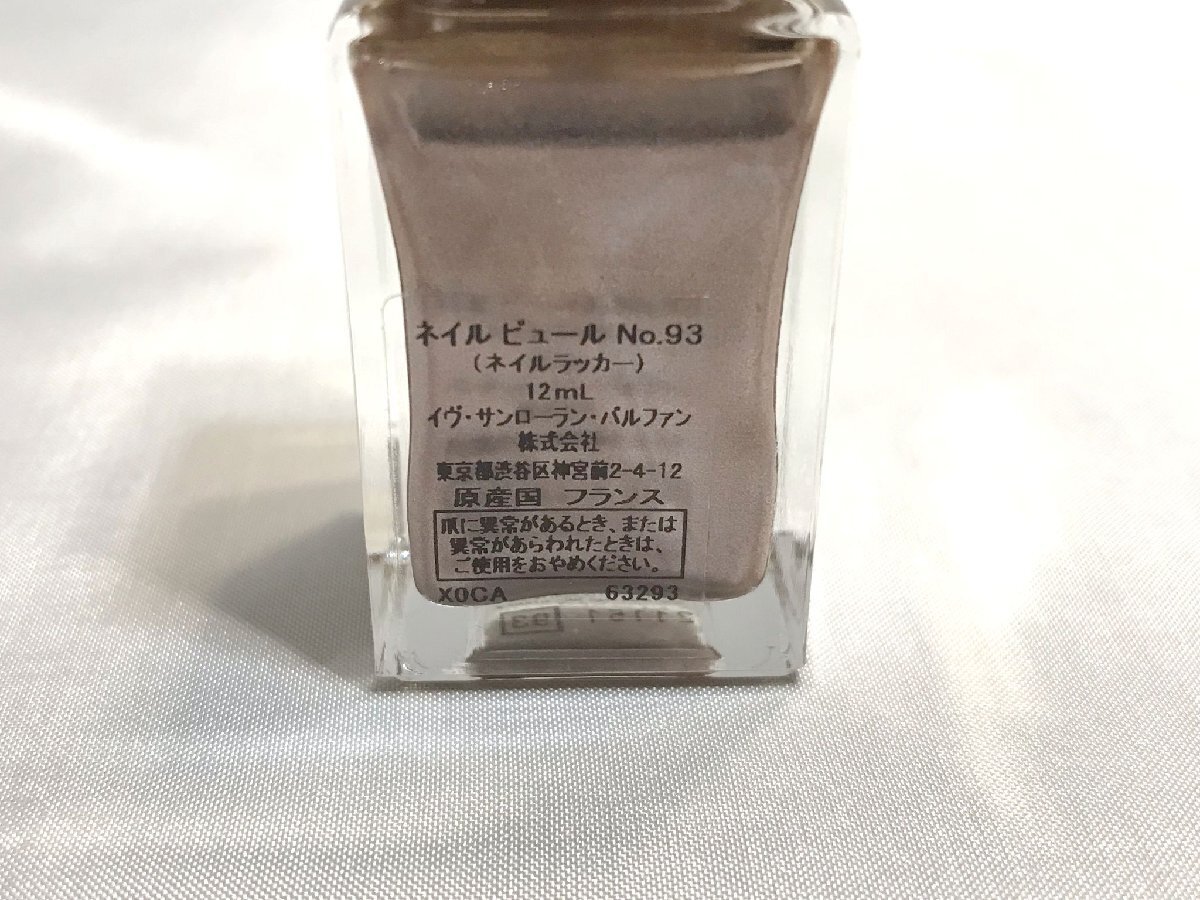 ネイル ピュール No.93
(ネイルラッカー)
12mL
イヴ・サンローラン・パルファン
株式会社
東京都渋谷区神宮前2-4-12
原産国 フランス
爪に異常があるとき、または
異常があらわれたときは、
ご使用をおやめください。
X0CA 63293
93